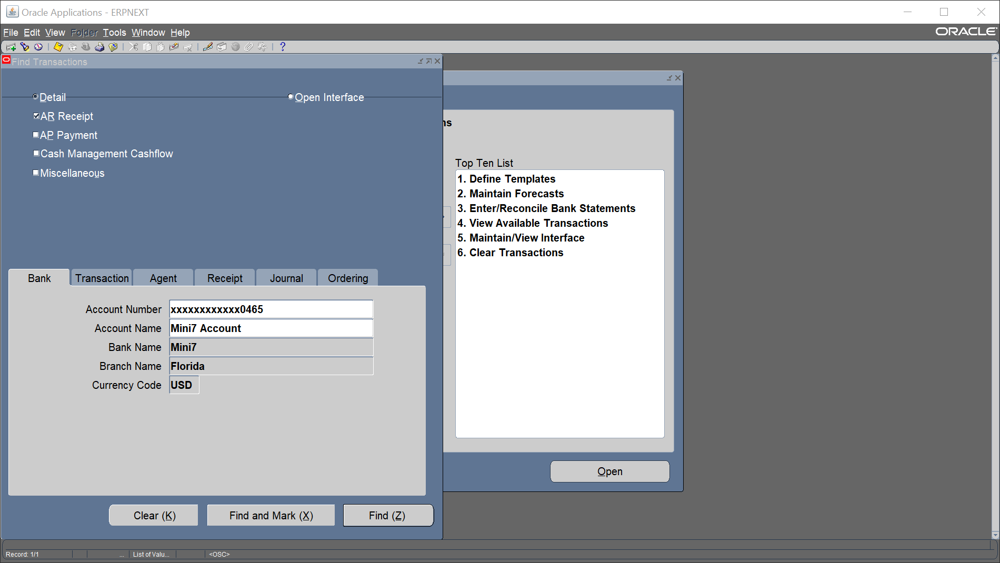 Oracle Applications - ERPNEXT
File Edit View Folder Tools Window Help
ORACLE
Find Transactions
Detail
Open Interface
AR Receipt
AP Payment
Cash Management Cashflow
Miscellaneous
Bank
Transaction
Agent
Receipt
Journal
Ordering
Account Number
xxxxxxxxxxxx0465
Account Name
Mini7 Account
Bank Name
Mini7
Branch Name
Florida
Currency Code
USD
Clear (K)
Find and Mark (X)
Find (Z)
ns
Top Ten List
1. Define Templates
2. Maintain Forecasts
3. Enter/Reconcile Bank Statements
4. View Available Transactions
5. Maintain/View Interface
6. Clear Transactions
Open
Record: 1/1
...
List of Valu...
<OSC>